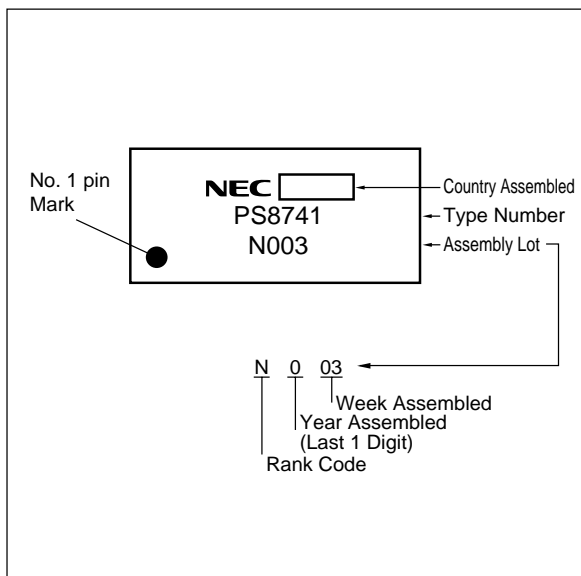 No. 1 pin
Mark
NEC
Country Assembled
PS8741
Type Number
N003
Assembly Lot
N 0 03
Week Assembled
Year Assembled
(Last 1 Digit)
Rank Code